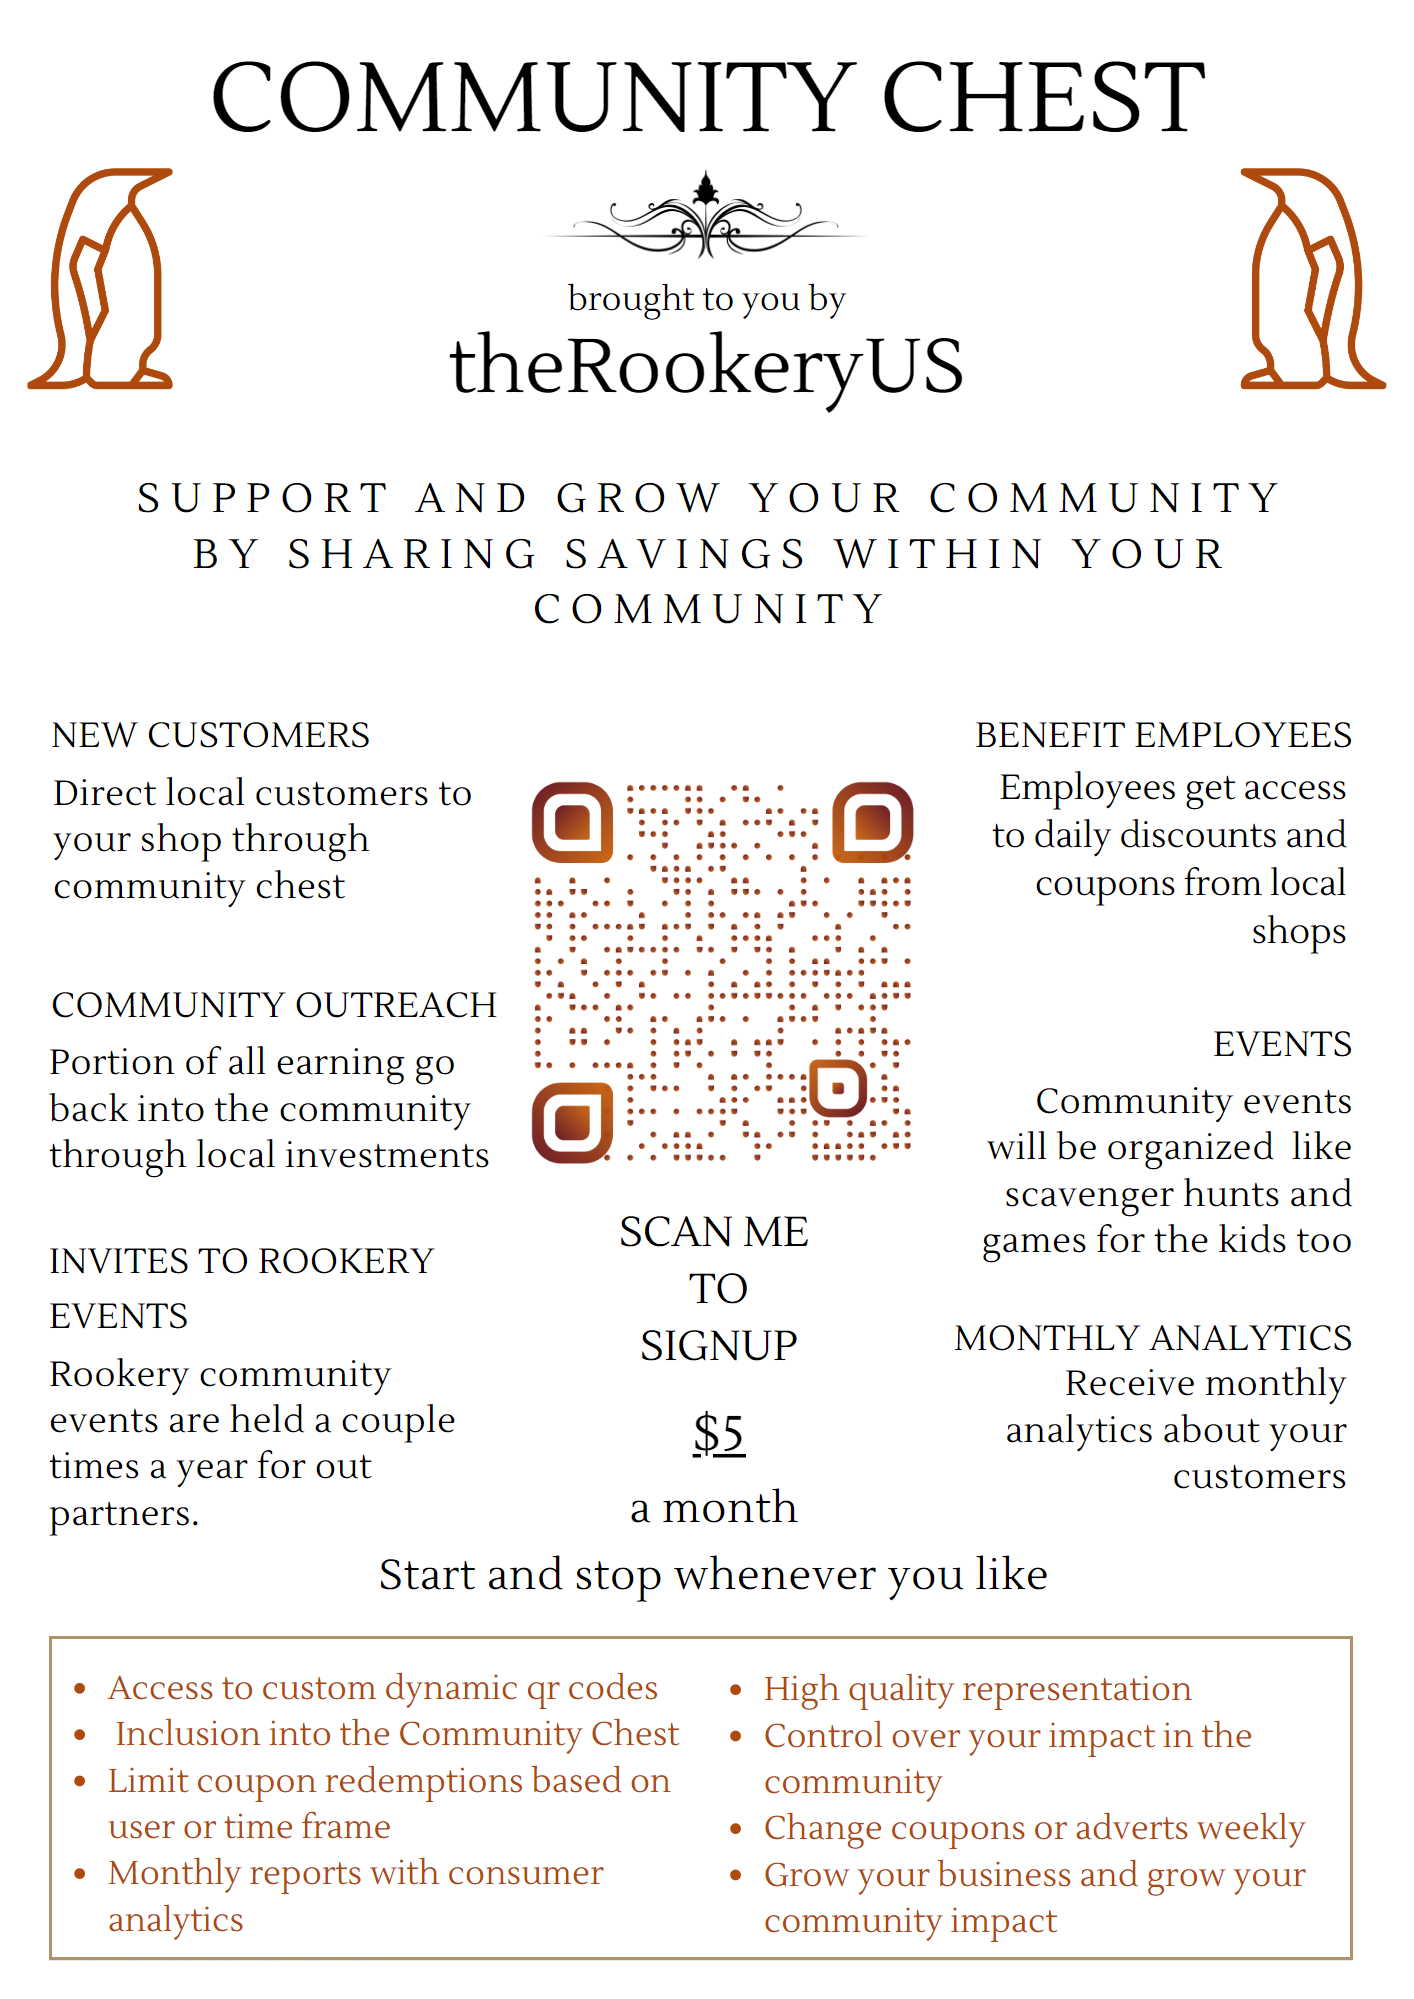 COMMUNITY CHEST
brought to you by
theRookeryUS
SUPPORT AND GROW YOUR COMMUNITY
BY SHARING SAVINGS WITHIN YOUR
COMMUNITY
NEW CUSTOMERS
Direct local customers to
your shop through
community chest
COMMUNITY OUTREACH
Portion of all earning go
back into the community
through local investments
INVITES TO ROOKERY
EVENTS
Rookery community
events are held a couple
times a year for out
partners.
SCAN ME
TO
SIGNUP
$5
a month
Start and stop whenever you like
BENEFIT EMPLOYEES
Employees get access
to daily discounts and
coupons from local
shops
EVENTS
Community events
will be organized like
scavenger hunts and
games for the kids too
MONTHLY ANALYTICS
Receive monthly
analytics about your
customers
• Access to custom dynamic qr codes
• Inclusion into the Community Chest
• Limit coupon redemptions based on
user or time frame
• Monthly reports with consumer
analytics
• High quality representation
• Control over your impact in the
community
• Change coupons or adverts weekly
• Grow your business and grow your
community impact